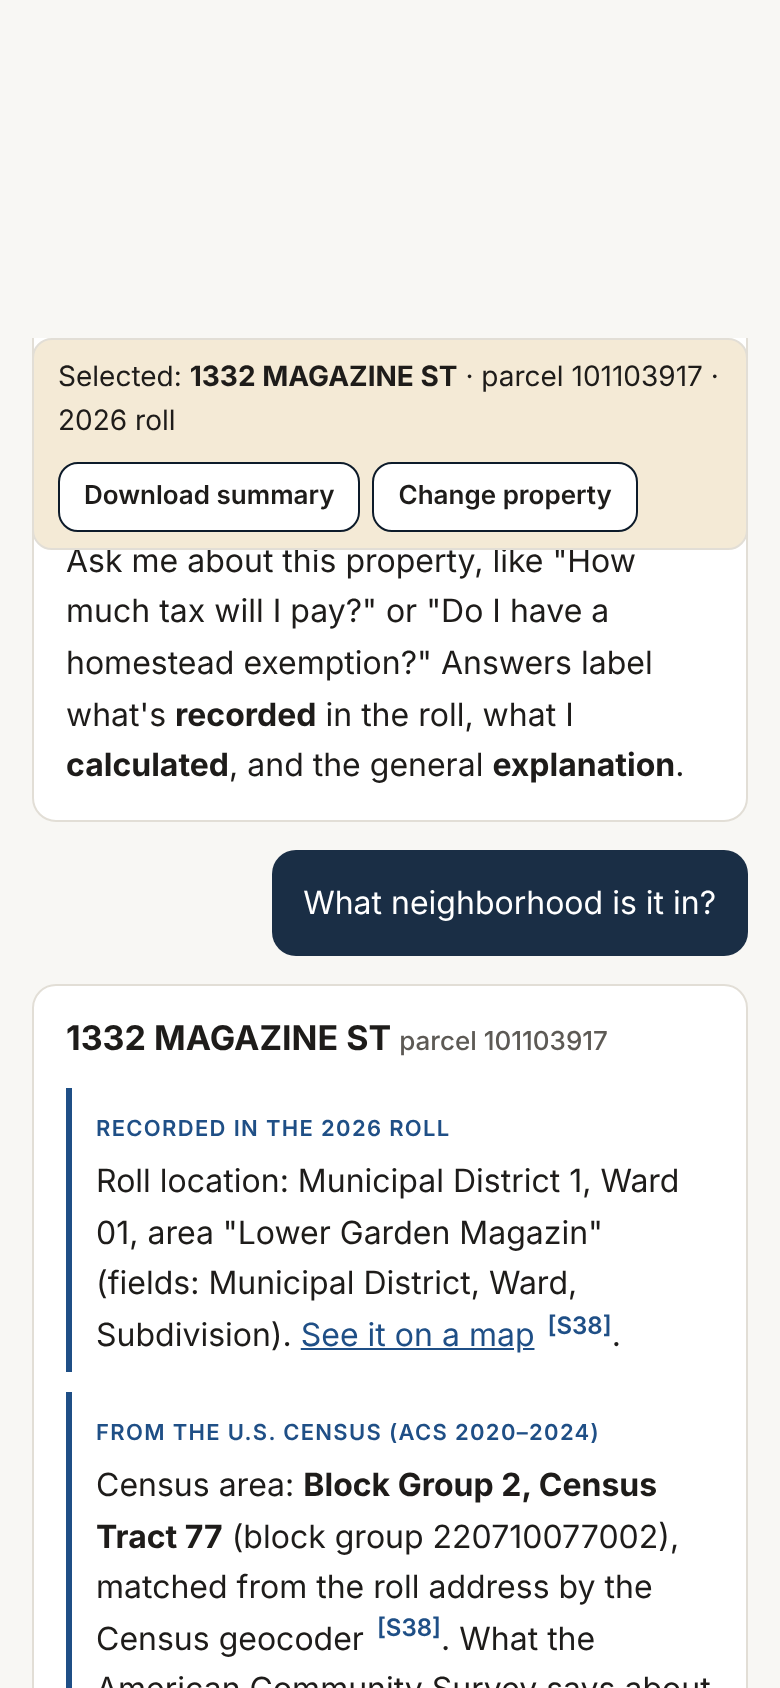 Selected: 1332 MAGAZINE ST · parcel 101103917 ·
2026 roll
Download summary Change property
Ask me about this property, like "How
much tax will I pay?" or "Do I have a
homestead exemption?" Answers label
what's recorded in the roll, what I
calculated, and the general explanation.
What neighborhood is it in?
1332 MAGAZINE ST parcel 101103917
RECORDED IN THE 2026 ROLL
Roll location: Municipal District 1, Ward
01, area "Lower Garden Magazin"
(fields: Municipal District, Ward,
Subdivision). See it on a map [S38].
FROM THE U.S. CENSUS (ACS 2020–2024)
Census area: Block Group 2, Census
Tract 77 (block group 220710077002),
matched from the roll address by the
Census geocoder [S38]. What the
American Community Survey says about